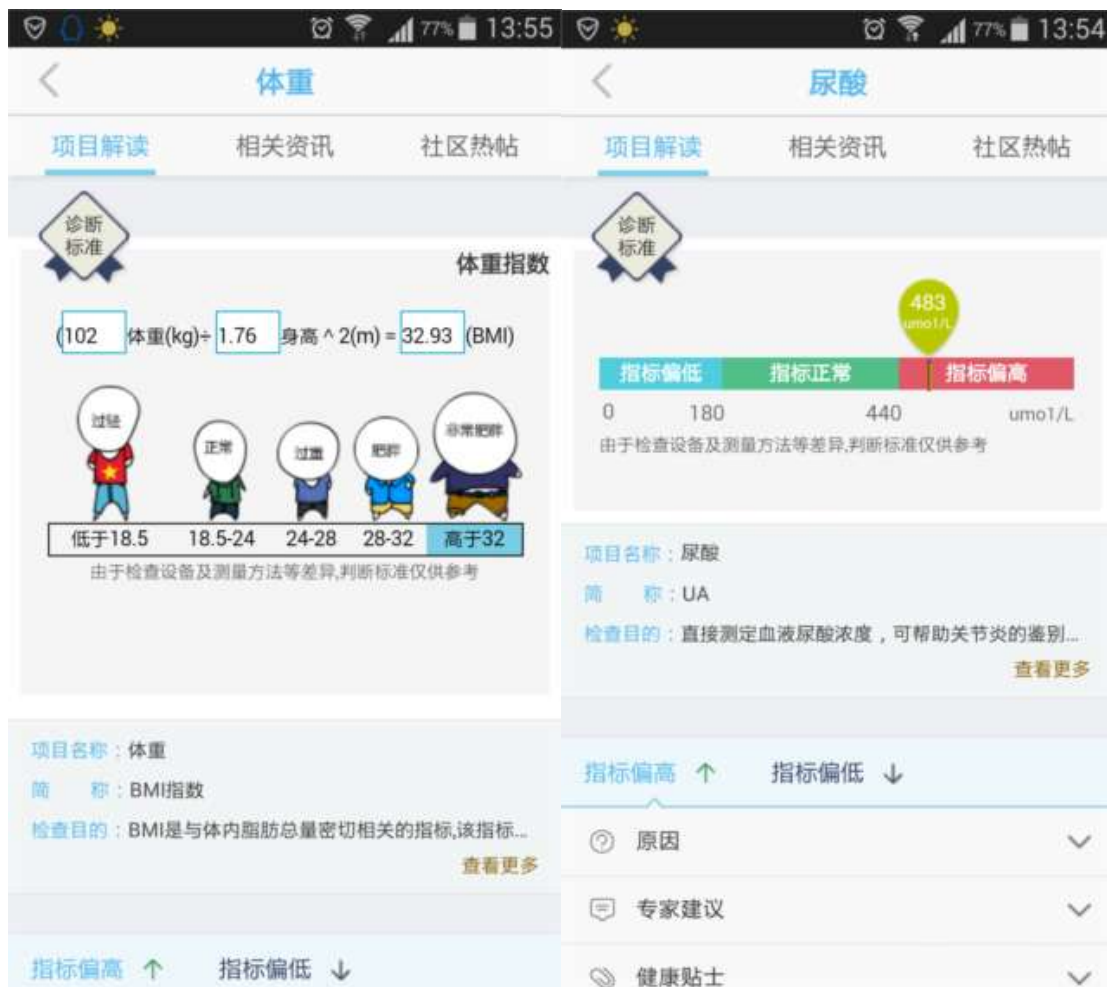 77% 13:55
体重
项目解读 相关资讯 社区热帖
诊断
标准
体重指数
(102 体重(kg)÷ 1.76 身高^2(m) = 32.93 (BMI)
过轻 正常 过重 肥胖 非常肥胖
低于18.5 18.5-24 24-28 28-32 高于32
由于检查设备及测量方法等差异,判断标准仅供参考
项目名称：体重
简 称：BMI指数
检查目的：BMI是与体内脂肪总量密切相关的指标,该指标...
查看更多
指标偏高 ↑ 指标偏低 ↓
77% 13:54
尿酸
项目解读 相关资讯 社区热帖
诊断
标准
483
umo1/L
指标偏低 指标正常 指标偏高
0 180 440 umo1/L
由于检查设备及测量方法等差异,判断标准仅供参考
项目名称：尿酸
简 称：UA
检查目的：直接测定血液尿酸浓度，可帮助关节炎的鉴别...
查看更多
指标偏高 ↑ 指标偏低 ↓
原因
专家建议
健康贴士